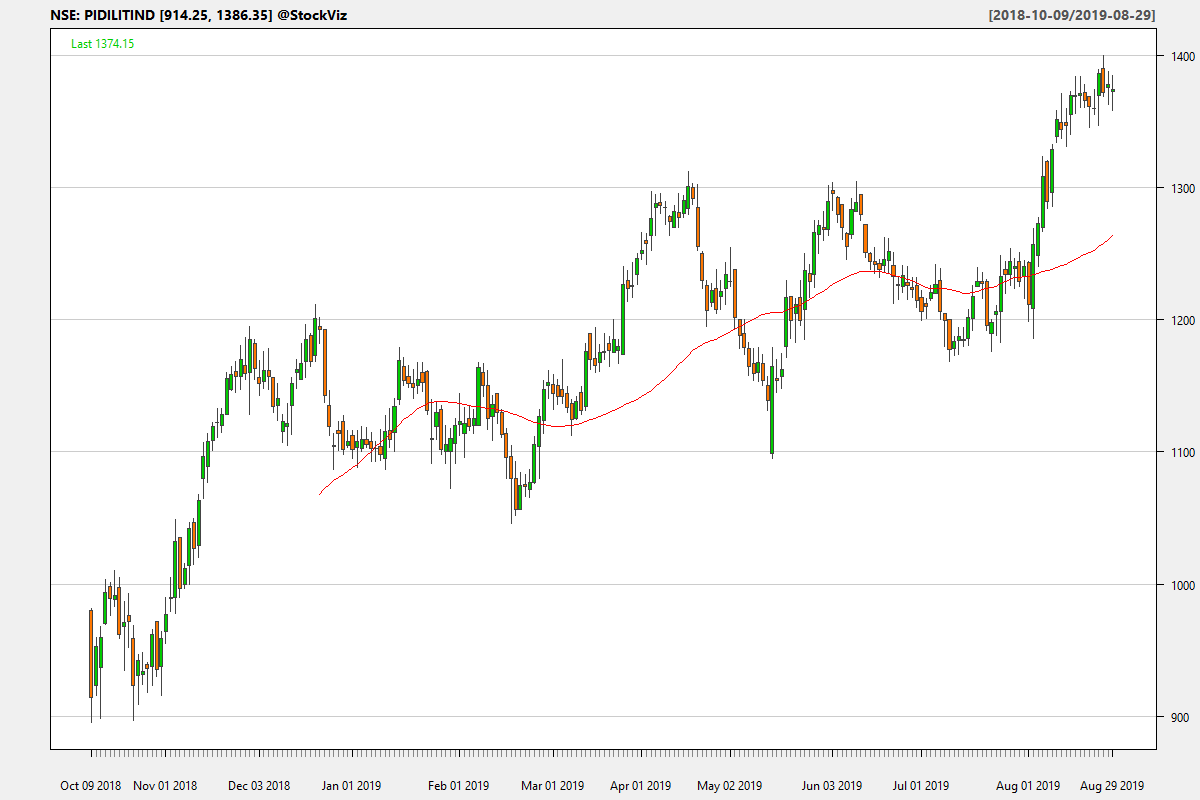 NSE: PIDILITIND [914.25, 1386.35] @StockViz [2018-10-09/2019-08-29]
Last 1374.15
1400
1300
1200
1100
1000
900
Oct 09 2018 Nov 01 2018 Dec 03 2018 Jan 01 2019 Feb 01 2019 Mar 01 2019 Apr 01 2019 May 02 2019 Jun 03 2019 Jul 01 2019 Aug 01 2019 Aug 29 2019